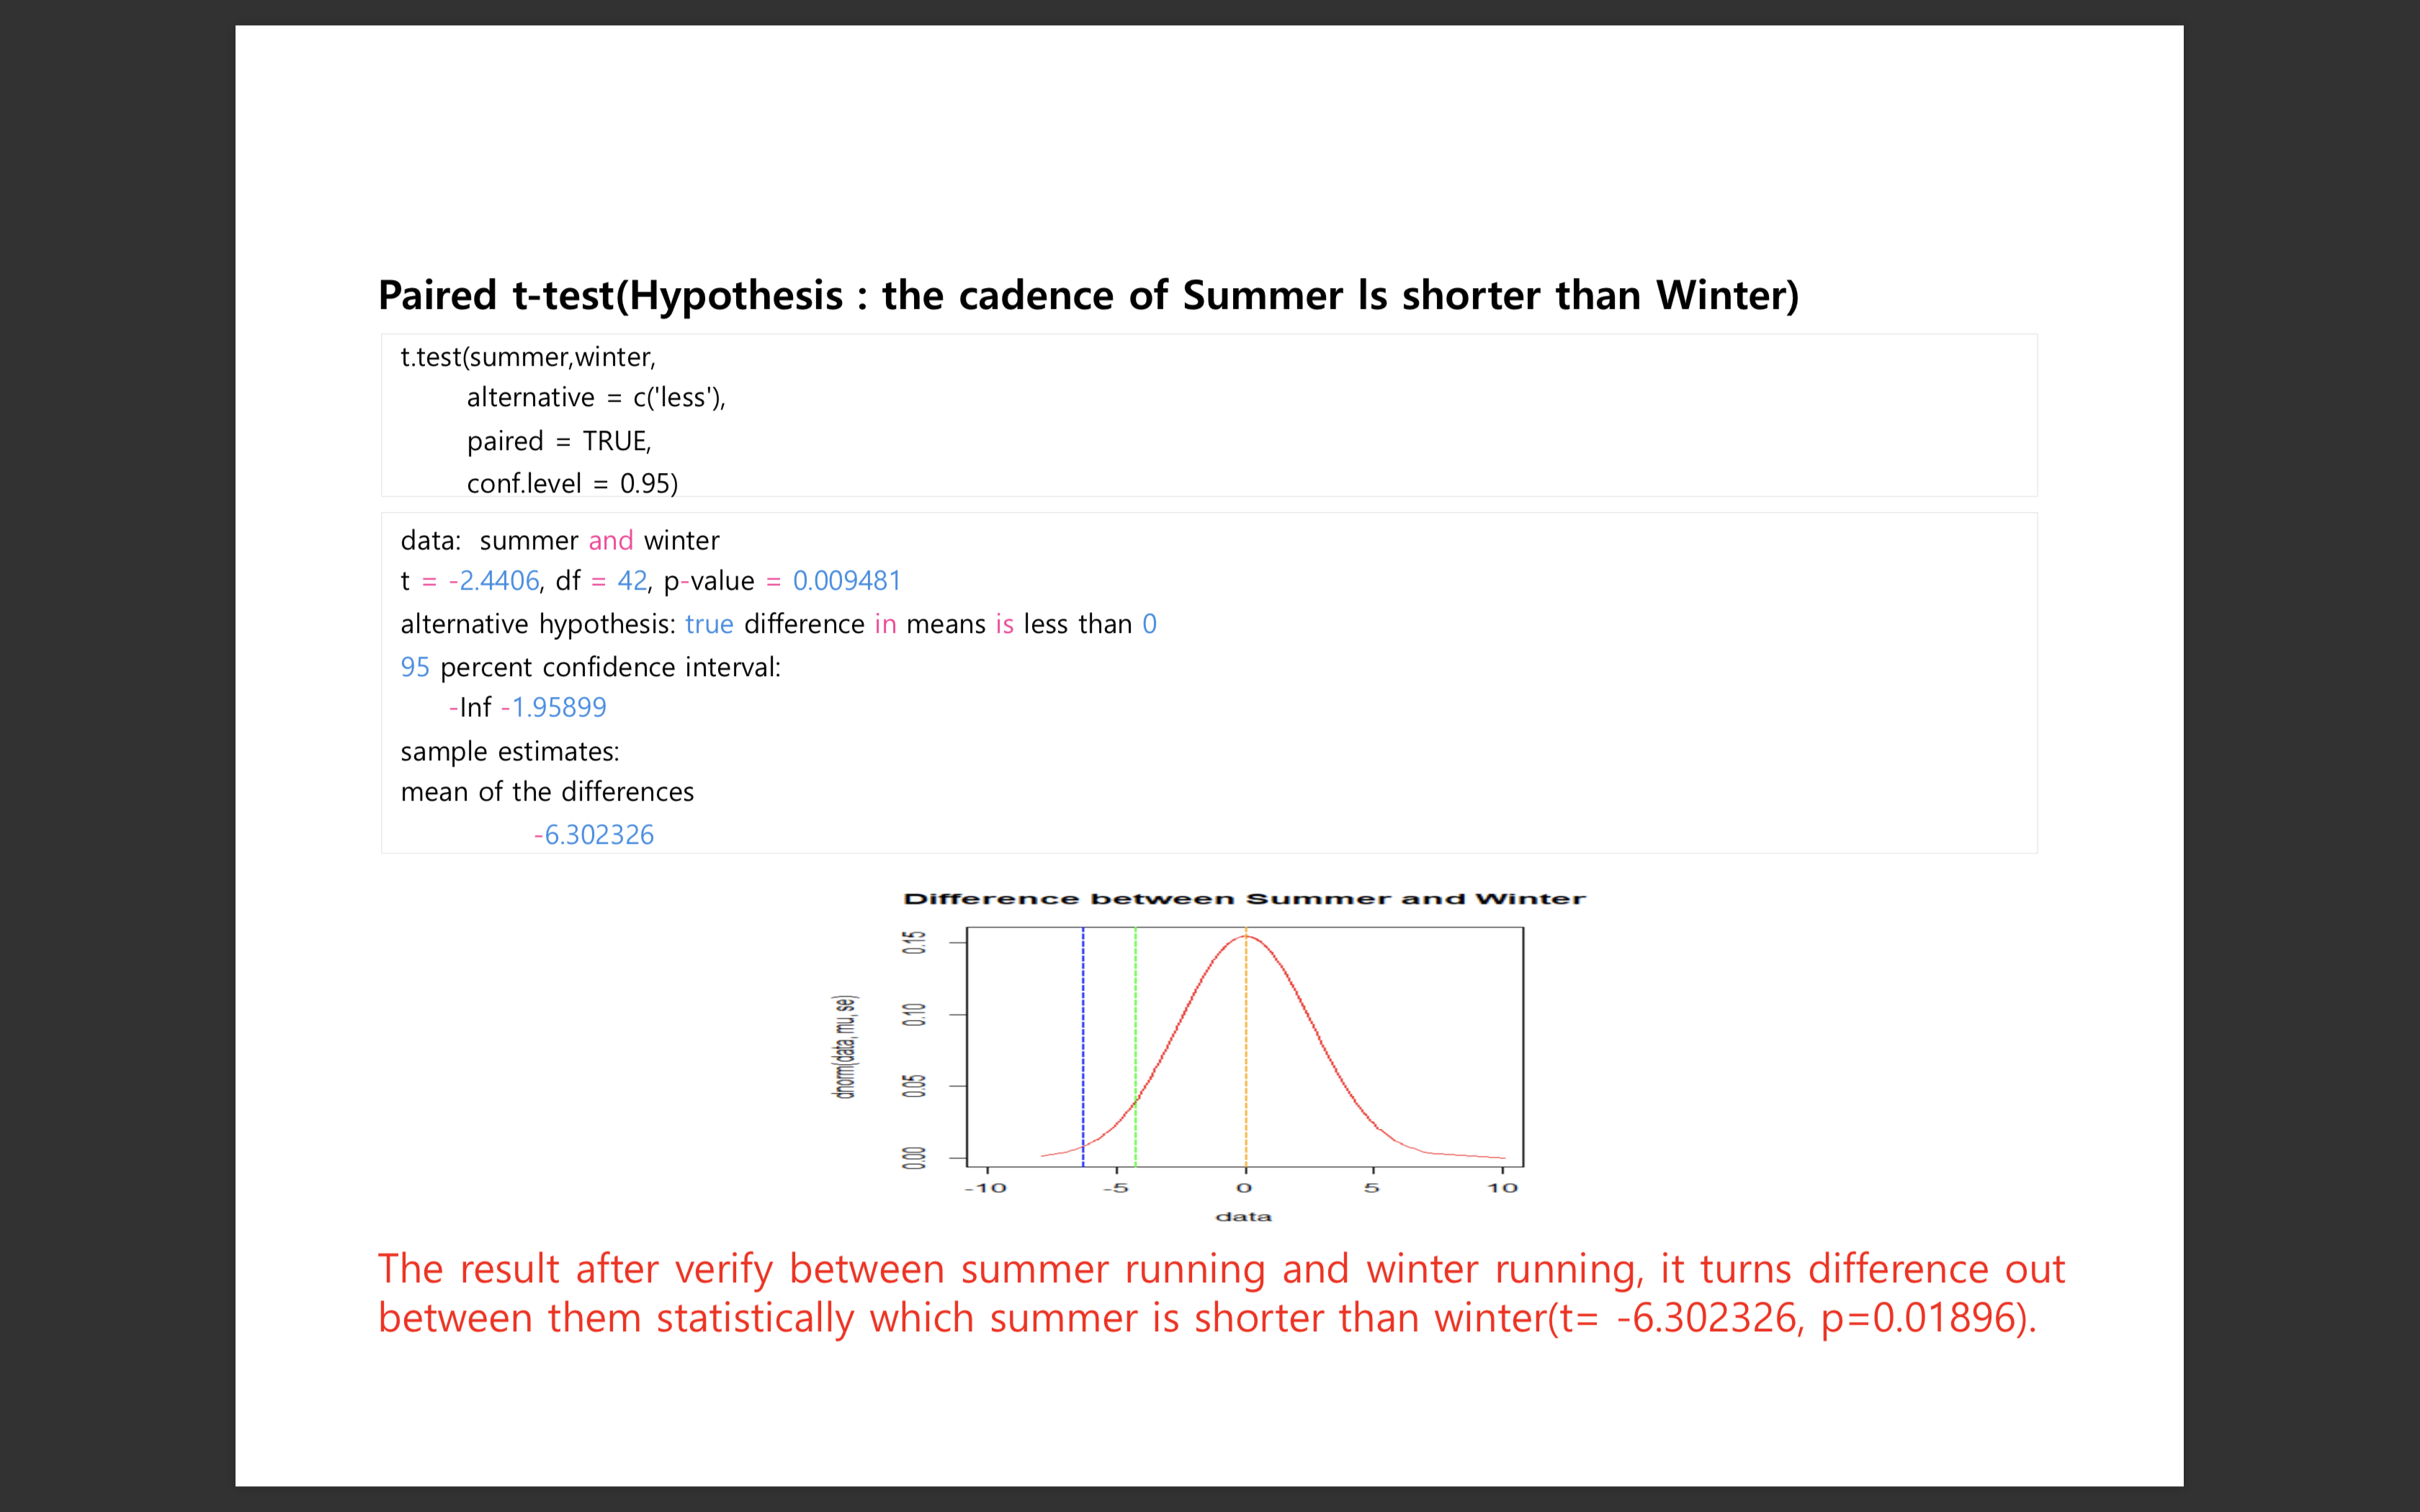 Paired t-test(Hypothesis : the cadence of Summer Is shorter than Winter)
t.test(summer,winter,
alternative = c('less'),
paired = TRUE,
conf.level = 0.95)
data:  summer and winter
t = -2.4406, df = 42, p-value = 0.009481
alternative hypothesis: true difference in means is less than 0
95 percent confidence interval:
-Inf -1.95899
sample estimates:
mean of the differences
-6.302326
Difference between Summer and Winter
dnorm(data, mu, se)
0.15
0.10
0.05
0.00
-10 -5 0 5 10
data
The result after verify between summer running and winter running, it turns difference out
between them statistically which summer is shorter than winter(t= -6.302326, p=0.01896).